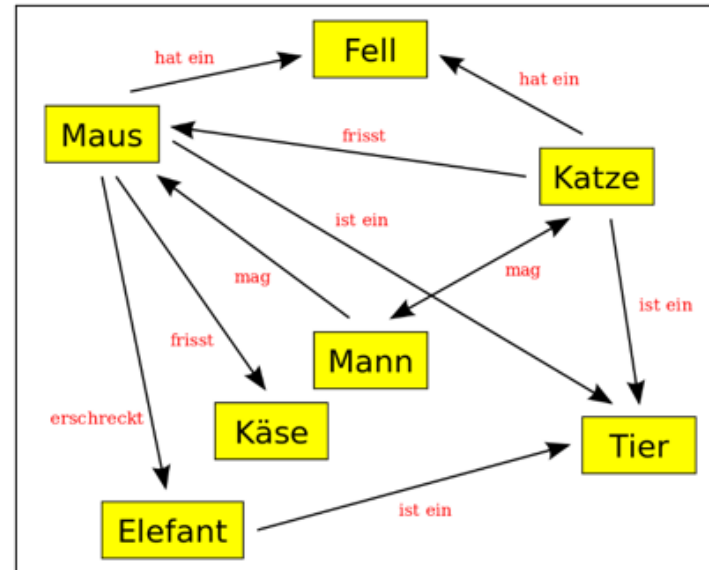 Fell
hat ein
hat ein
Maus
frisst
Katze
ist ein
mag
mag
ist ein
frisst
Mann
erschreckt
Käse
Tier
Elefant
ist ein